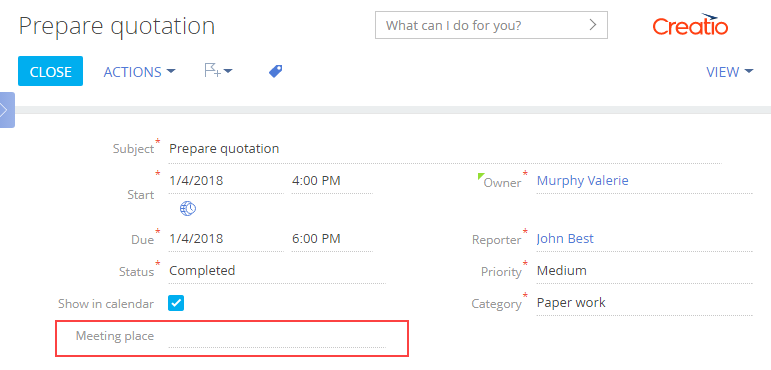 Prepare quotation
What can I do for you?
Creatio
CLOSE ACTIONS VIEW
Subject* Prepare quotation
Start* 1/4/2018 4:00 PM Owner* Murphy Valerie
Due* 1/4/2018 6:00 PM Reporter* John Best
Status* Completed Priority* Medium
Show in calendar Category* Paper work
Meeting place